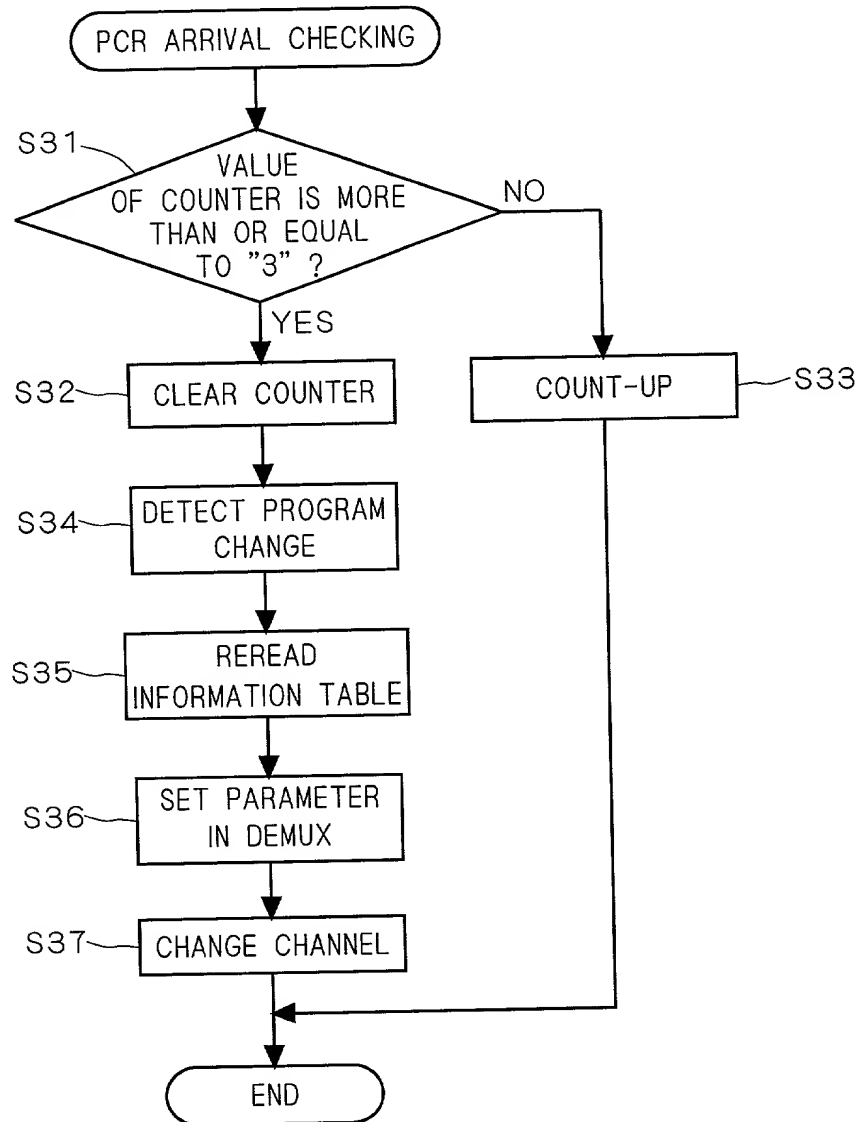 PCR ARRIVAL CHECKING
S31
VALUE
OF COUNTER IS MORE
THAN OR EQUAL
TO "3" ?
NO
YES
S32
CLEAR COUNTER
COUNT-UP
S33
S34
DETECT PROGRAM
CHANGE
S35
REREAD
INFORMATION TABLE
S36
SET PARAMETER
IN DEMUX
S37
CHANGE CHANNEL
END